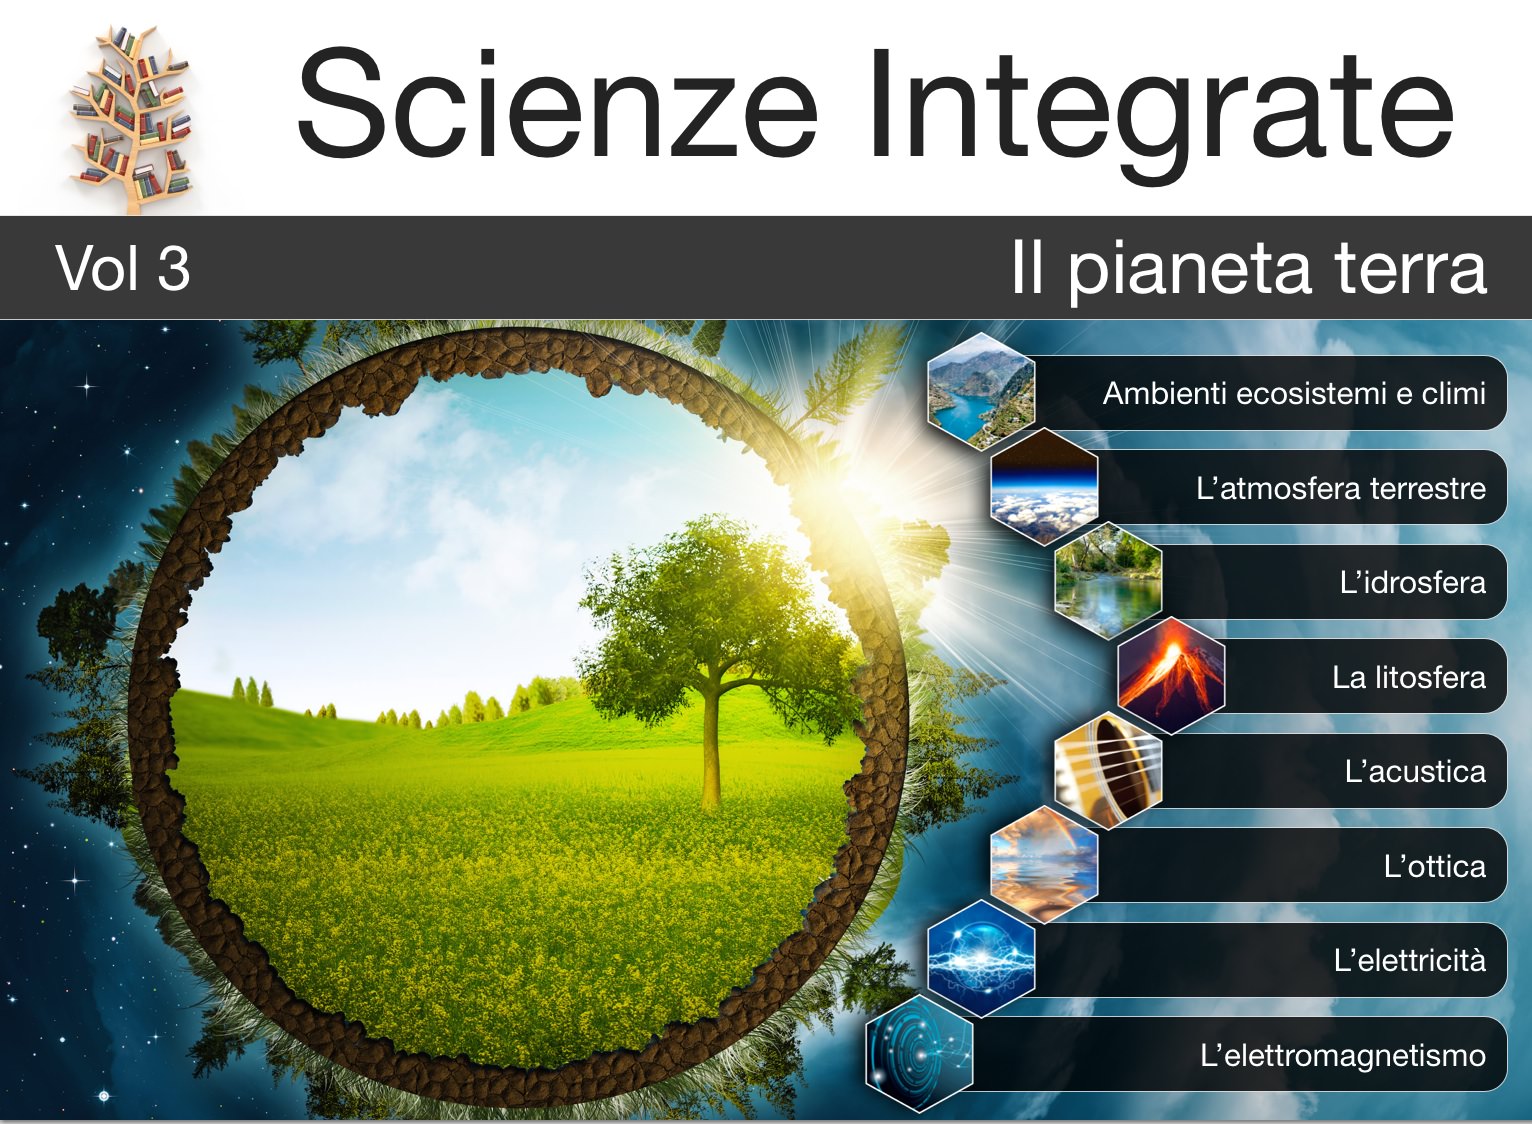 Scienze Integrate
Vol 3
Il pianeta terra
Ambienti ecosistemi e climi
L’atmosfera terrestre
L’idrosfera
La litosfera
L’acustica
L’ottica
L’elettricità
L’elettromagnetismo